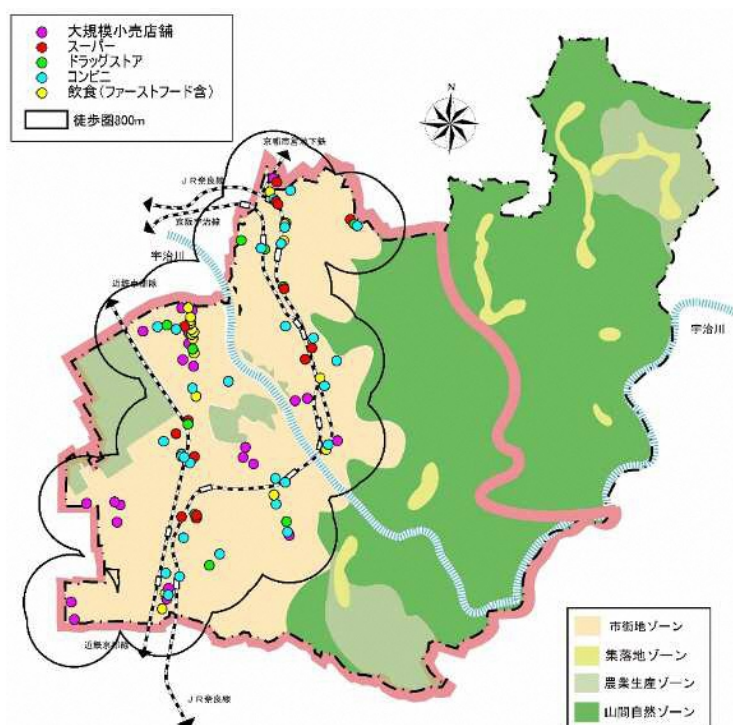 大規模小売店舗
スーパー
ドラッグストア
コンビニ
飲食(ファーストフード含)
徒歩圏800m
N
京都市営地下鉄
JR奈良線
京阪宇治線
宇治川
近鉄京都線
宇治川
近鉄京都線
JR奈良線
市街地ゾーン
集落地ゾーン
農業生産ゾーン
山間自然ゾーン